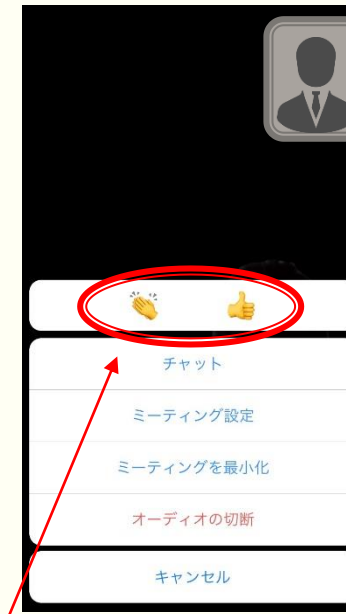 チャット
ミーティング設定
ミーティングを最小化
オーディオの切断
キャンセル